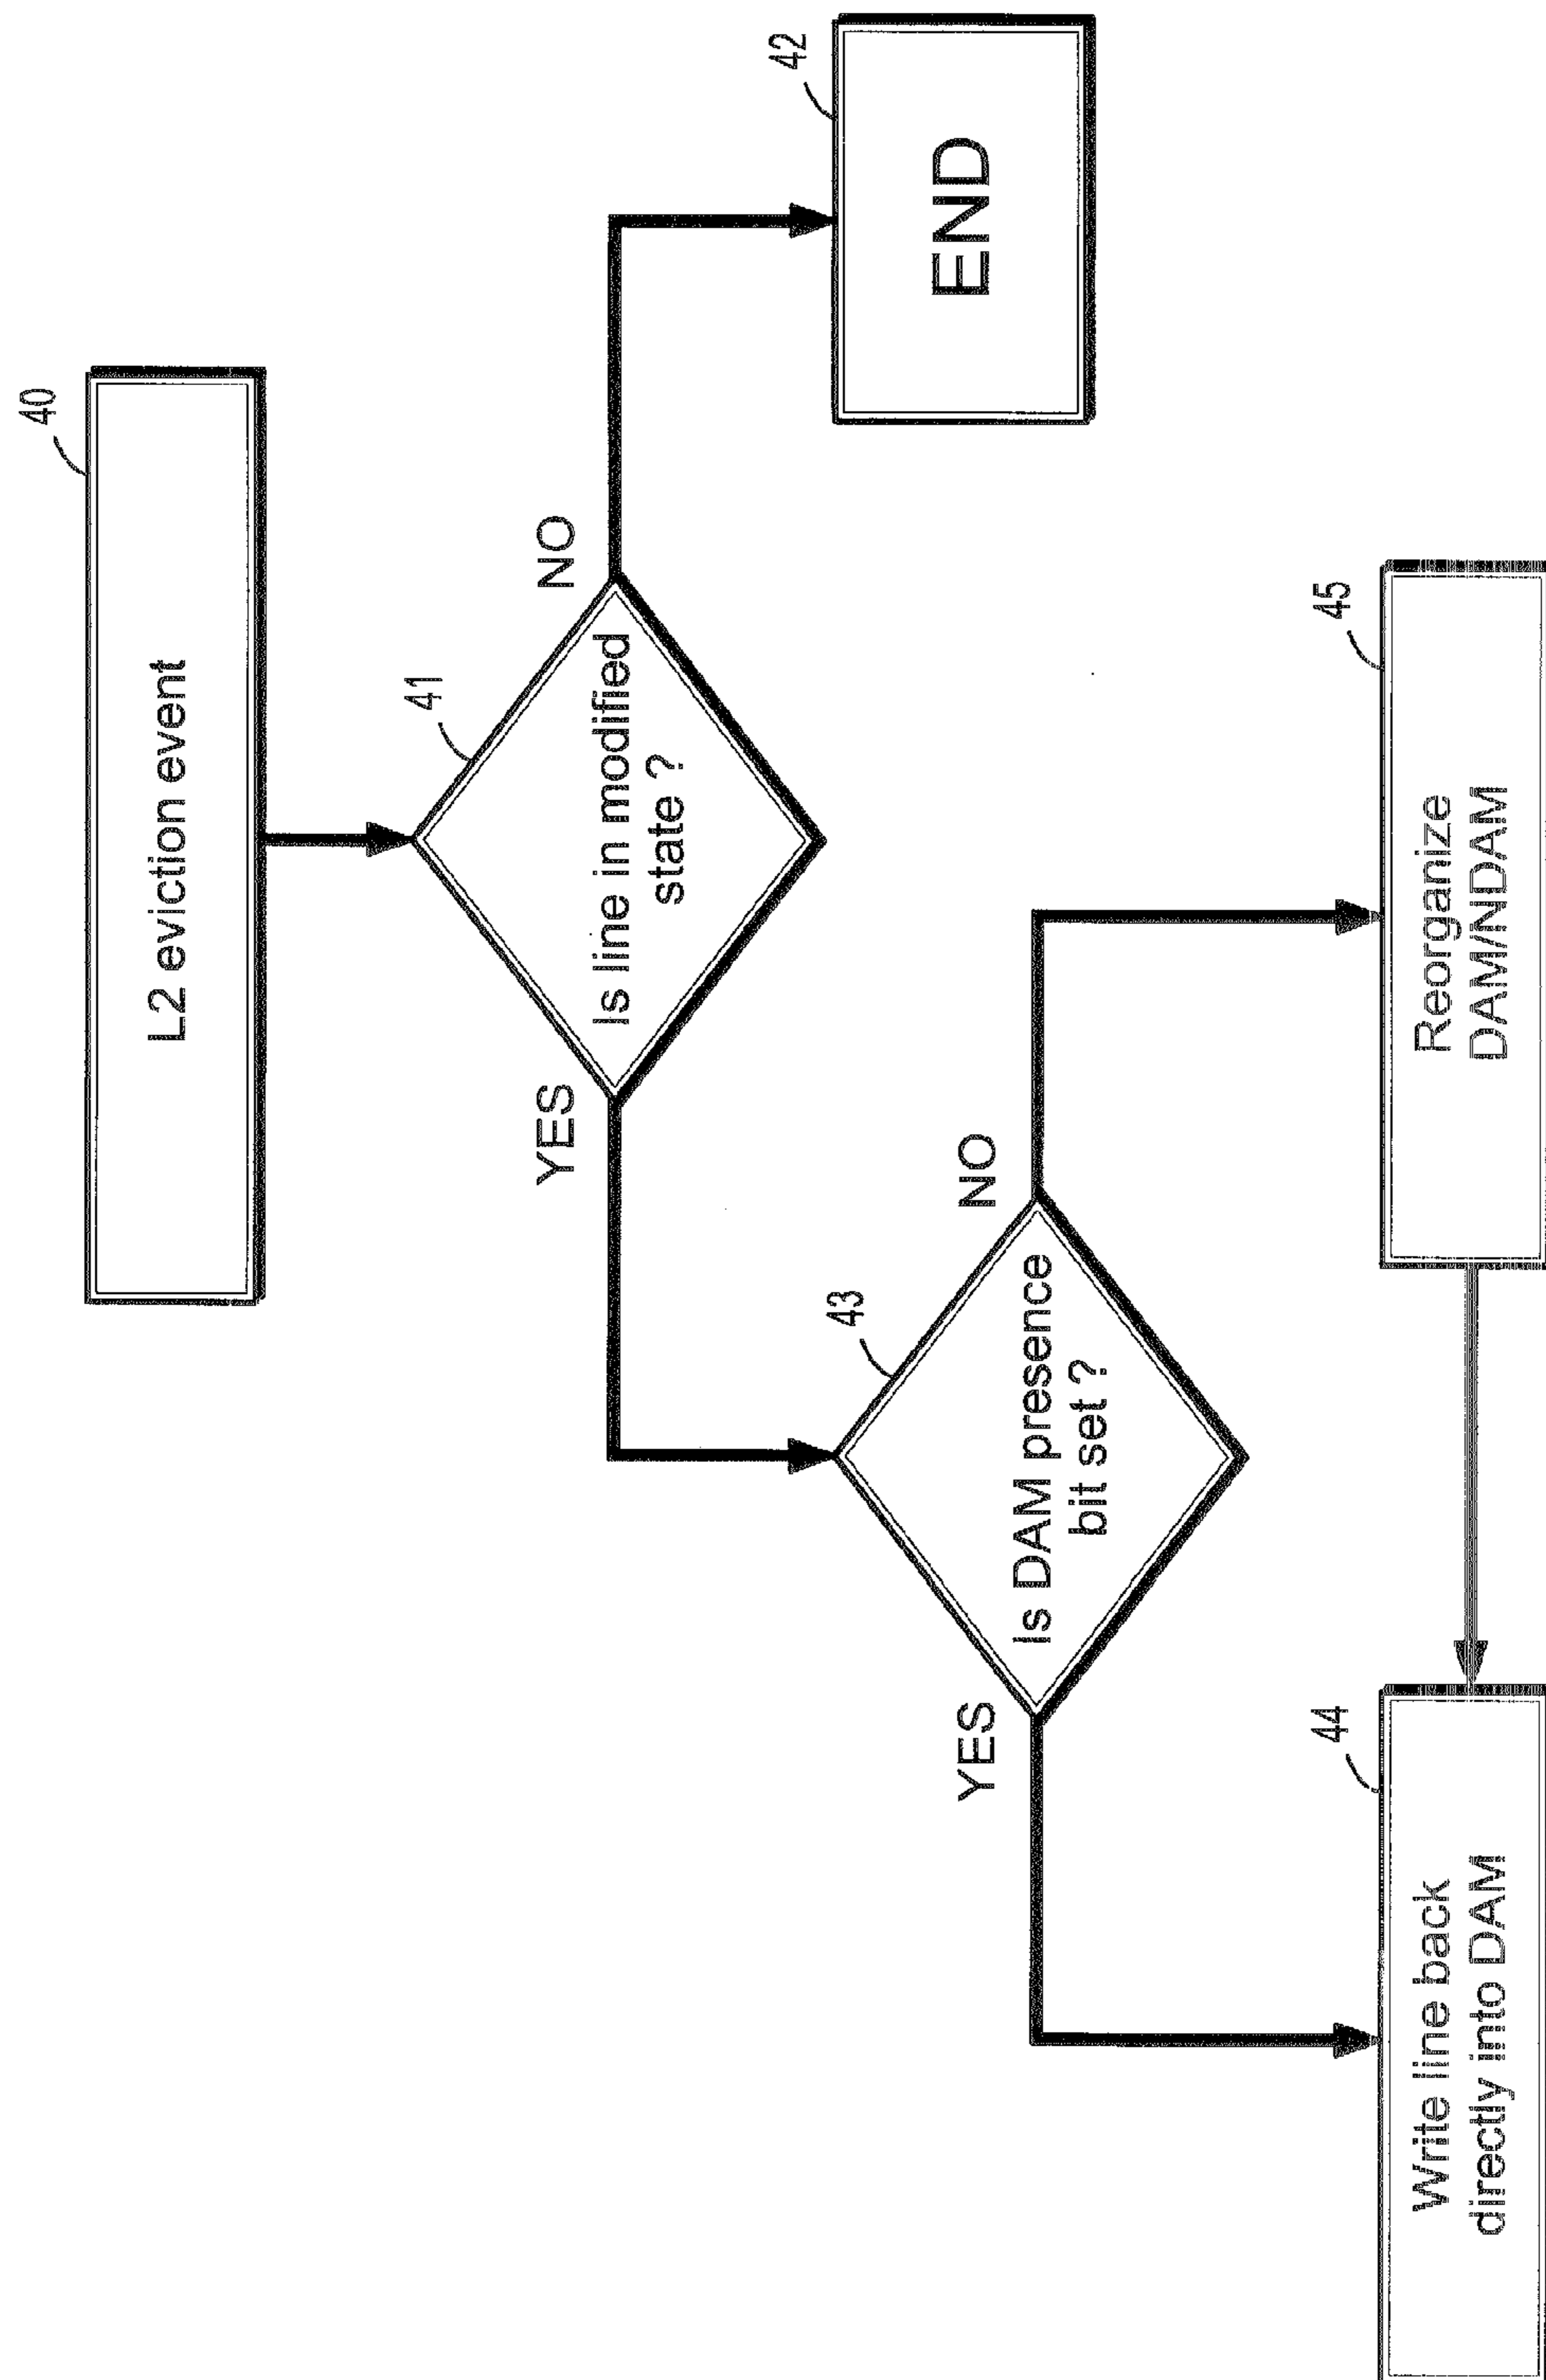 40
L2 eviction event
41
Is line in modified
state ?
YES
NO
42
END
43
Is DAM presence
bit set ?
YES
NO
44
Write line back
directly into DAM
45
Reorganize
DAM/NDAM